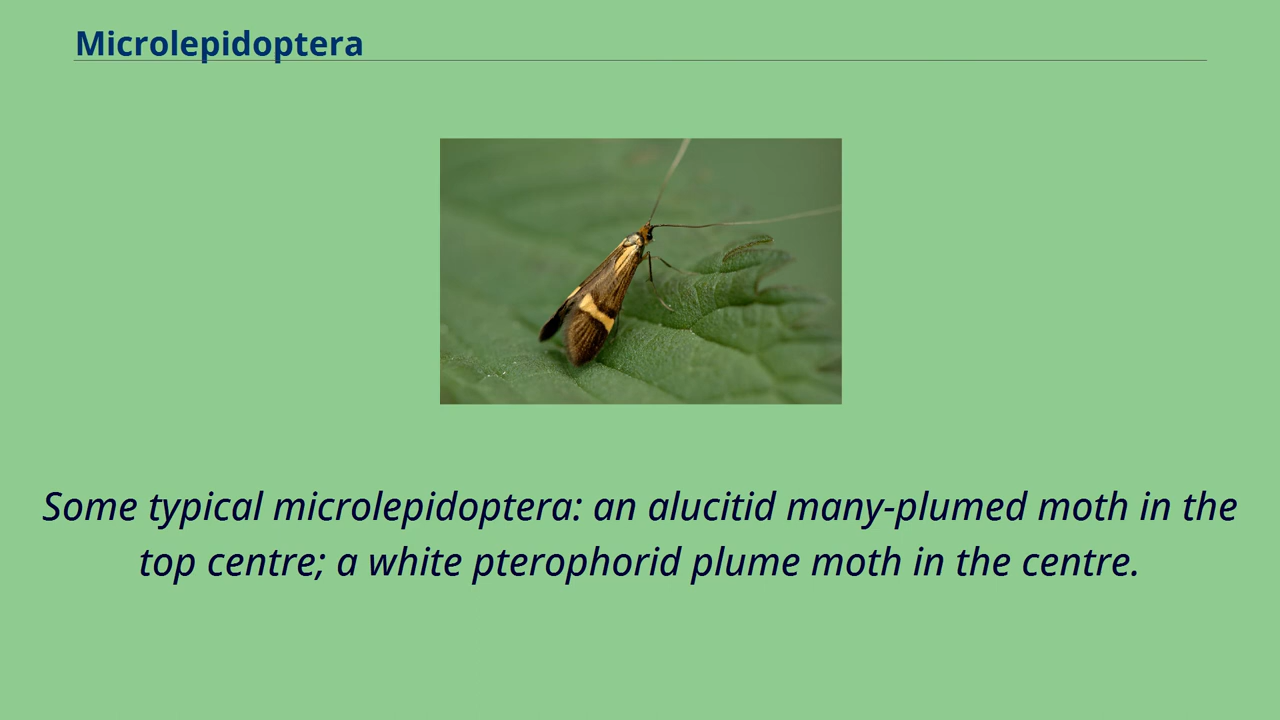 Microlepidoptera
Some typical microlepidoptera: an alucitid many-plumed moth in the
top centre; a white pterophorid plume moth in the centre.